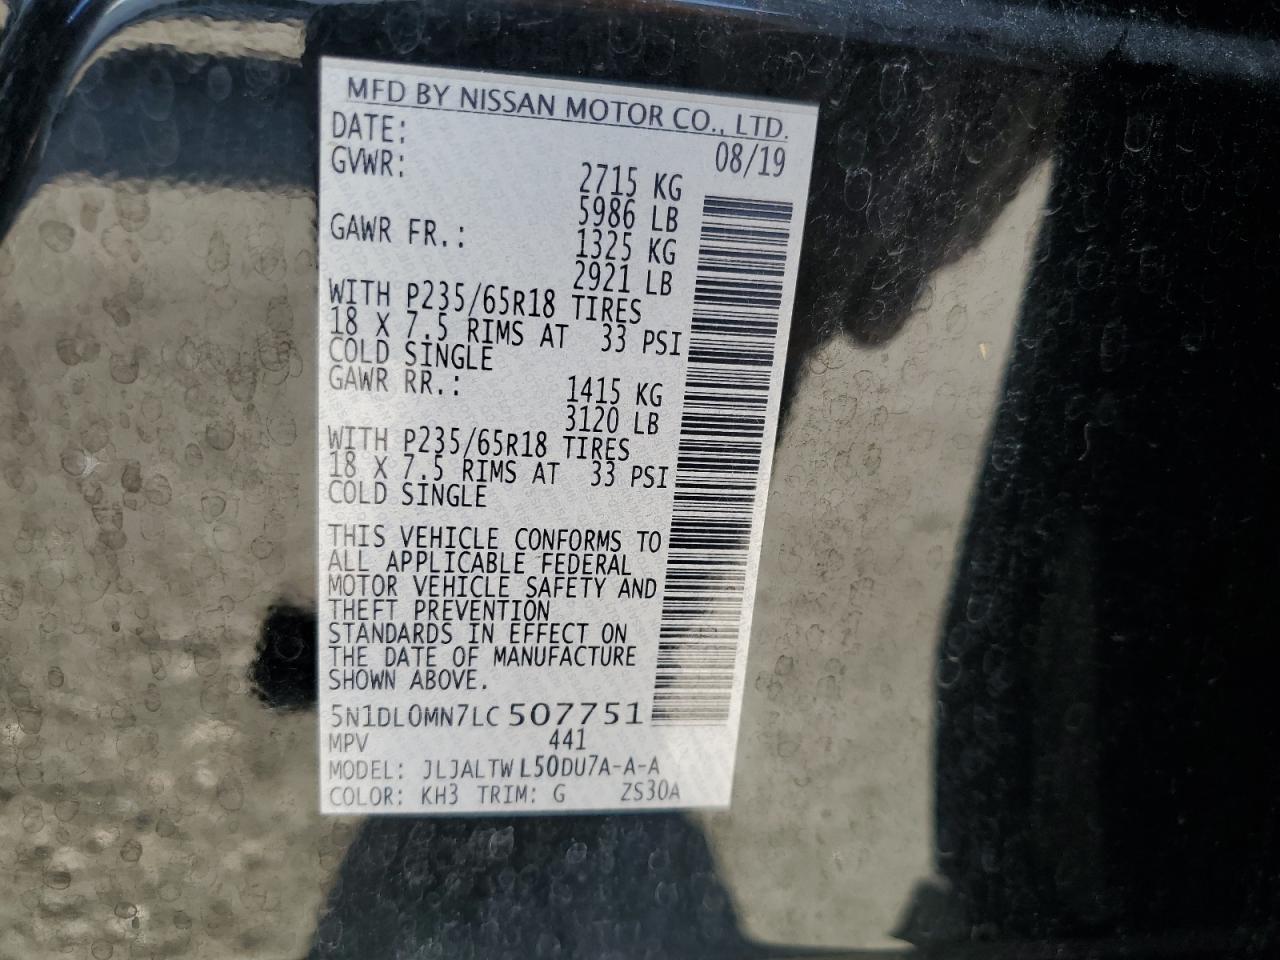 MFD BY NISSAN MOTOR CO., LTD.
DATE: 08/19
GVWR: 2715 KG
5986 LB
GAWR FR.: 1325 KG
2921 LB
WITH P235/65R18 TIRES
18 X 7.5 RIMS AT 33 PSI
COLD SINGLE
GAWR RR.: 1415 KG
3120 LB
WITH P235/65R18 TIRES
18 X 7.5 RIMS AT 33 PSI
COLD SINGLE
THIS VEHICLE CONFORMS TO
ALL APPLICABLE FEDERAL
MOTOR VEHICLE SAFETY AND
THEFT PREVENTION
STANDARDS IN EFFECT ON
THE DATE OF MANUFACTURE
SHOWN ABOVE.
5N1DL0MN7LC 507751
MPV 441
MODEL: JLJALTW L50DU7A-A-A
COLOR: KH3 TRIM: G ZS30A